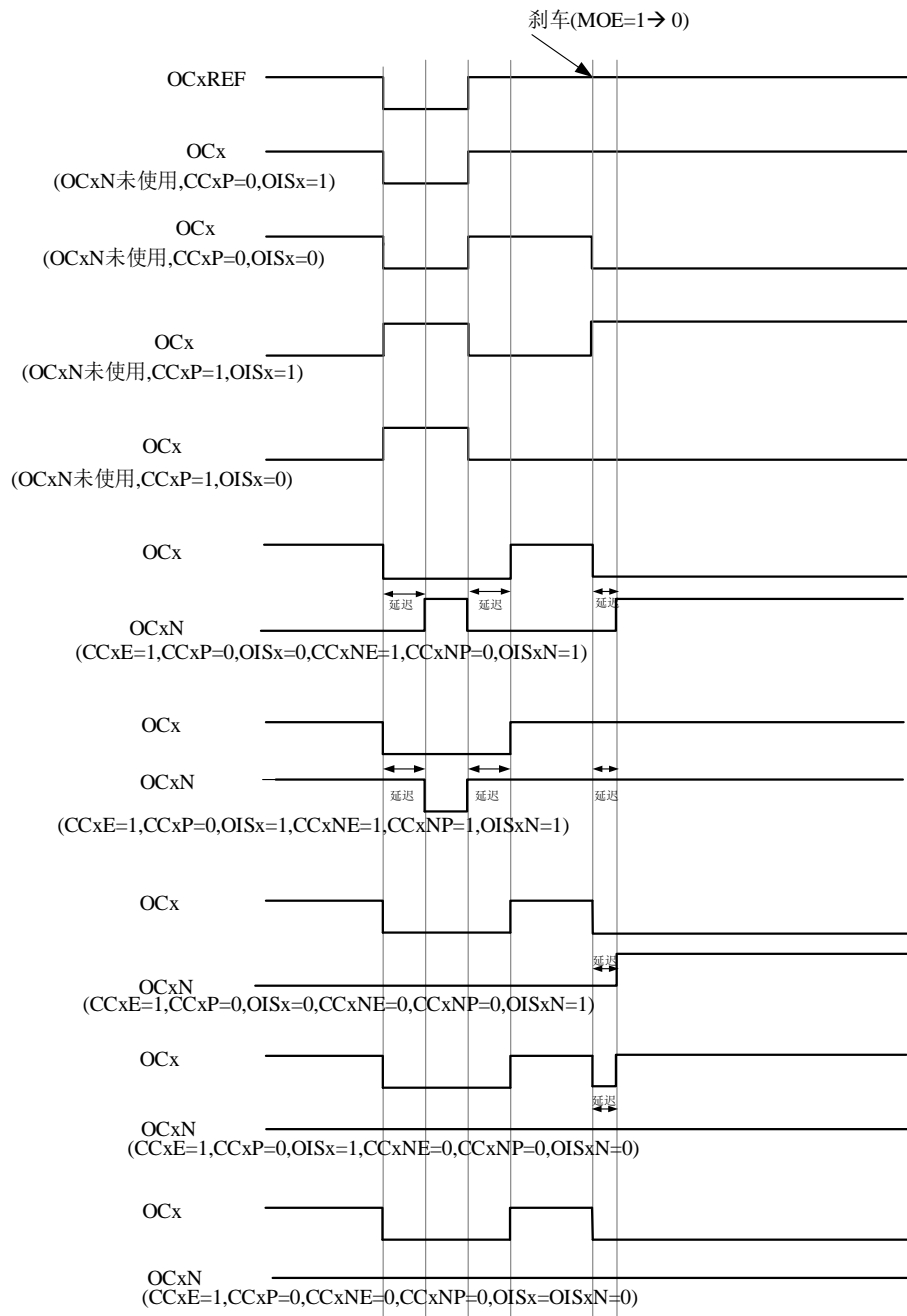 刹车(MOE=1→ 0)
OCxREF
OCx
(OCxN未使用,CCxP=0,OISx=1)
OCx
(OCxN未使用,CCxP=0,OISx=0)
OCx
(OCxN未使用,CCxP=1,OISx=1)
OCx
(OCxN未使用,CCxP=1,OISx=0)
OCx
延迟 延迟 延迟
OCxN
(CCxE=1,CCxP=0,OISx=0,CCxNE=1,CCxNP=0,OISxN=1)
OCx
OCxN
延迟 延迟 延迟
(CCxE=1,CCxP=0,OISx=1,CCxNE=1,CCxNP=1,OISxN=1)
OCx
延迟
OCxN
(CCxE=1,CCxP=0,OISx=0,CCxNE=0,CCxNP=0,OISxN=1)
OCx
延迟
OCxN
(CCxE=1,CCxP=0,OISx=1,CCxNE=0,CCxNP=0,OISxN=0)
OCx
OCxN
(CCxE=1,CCxP=0,CCxNE=0,CCxNP=0,OISx=OISxN=0)